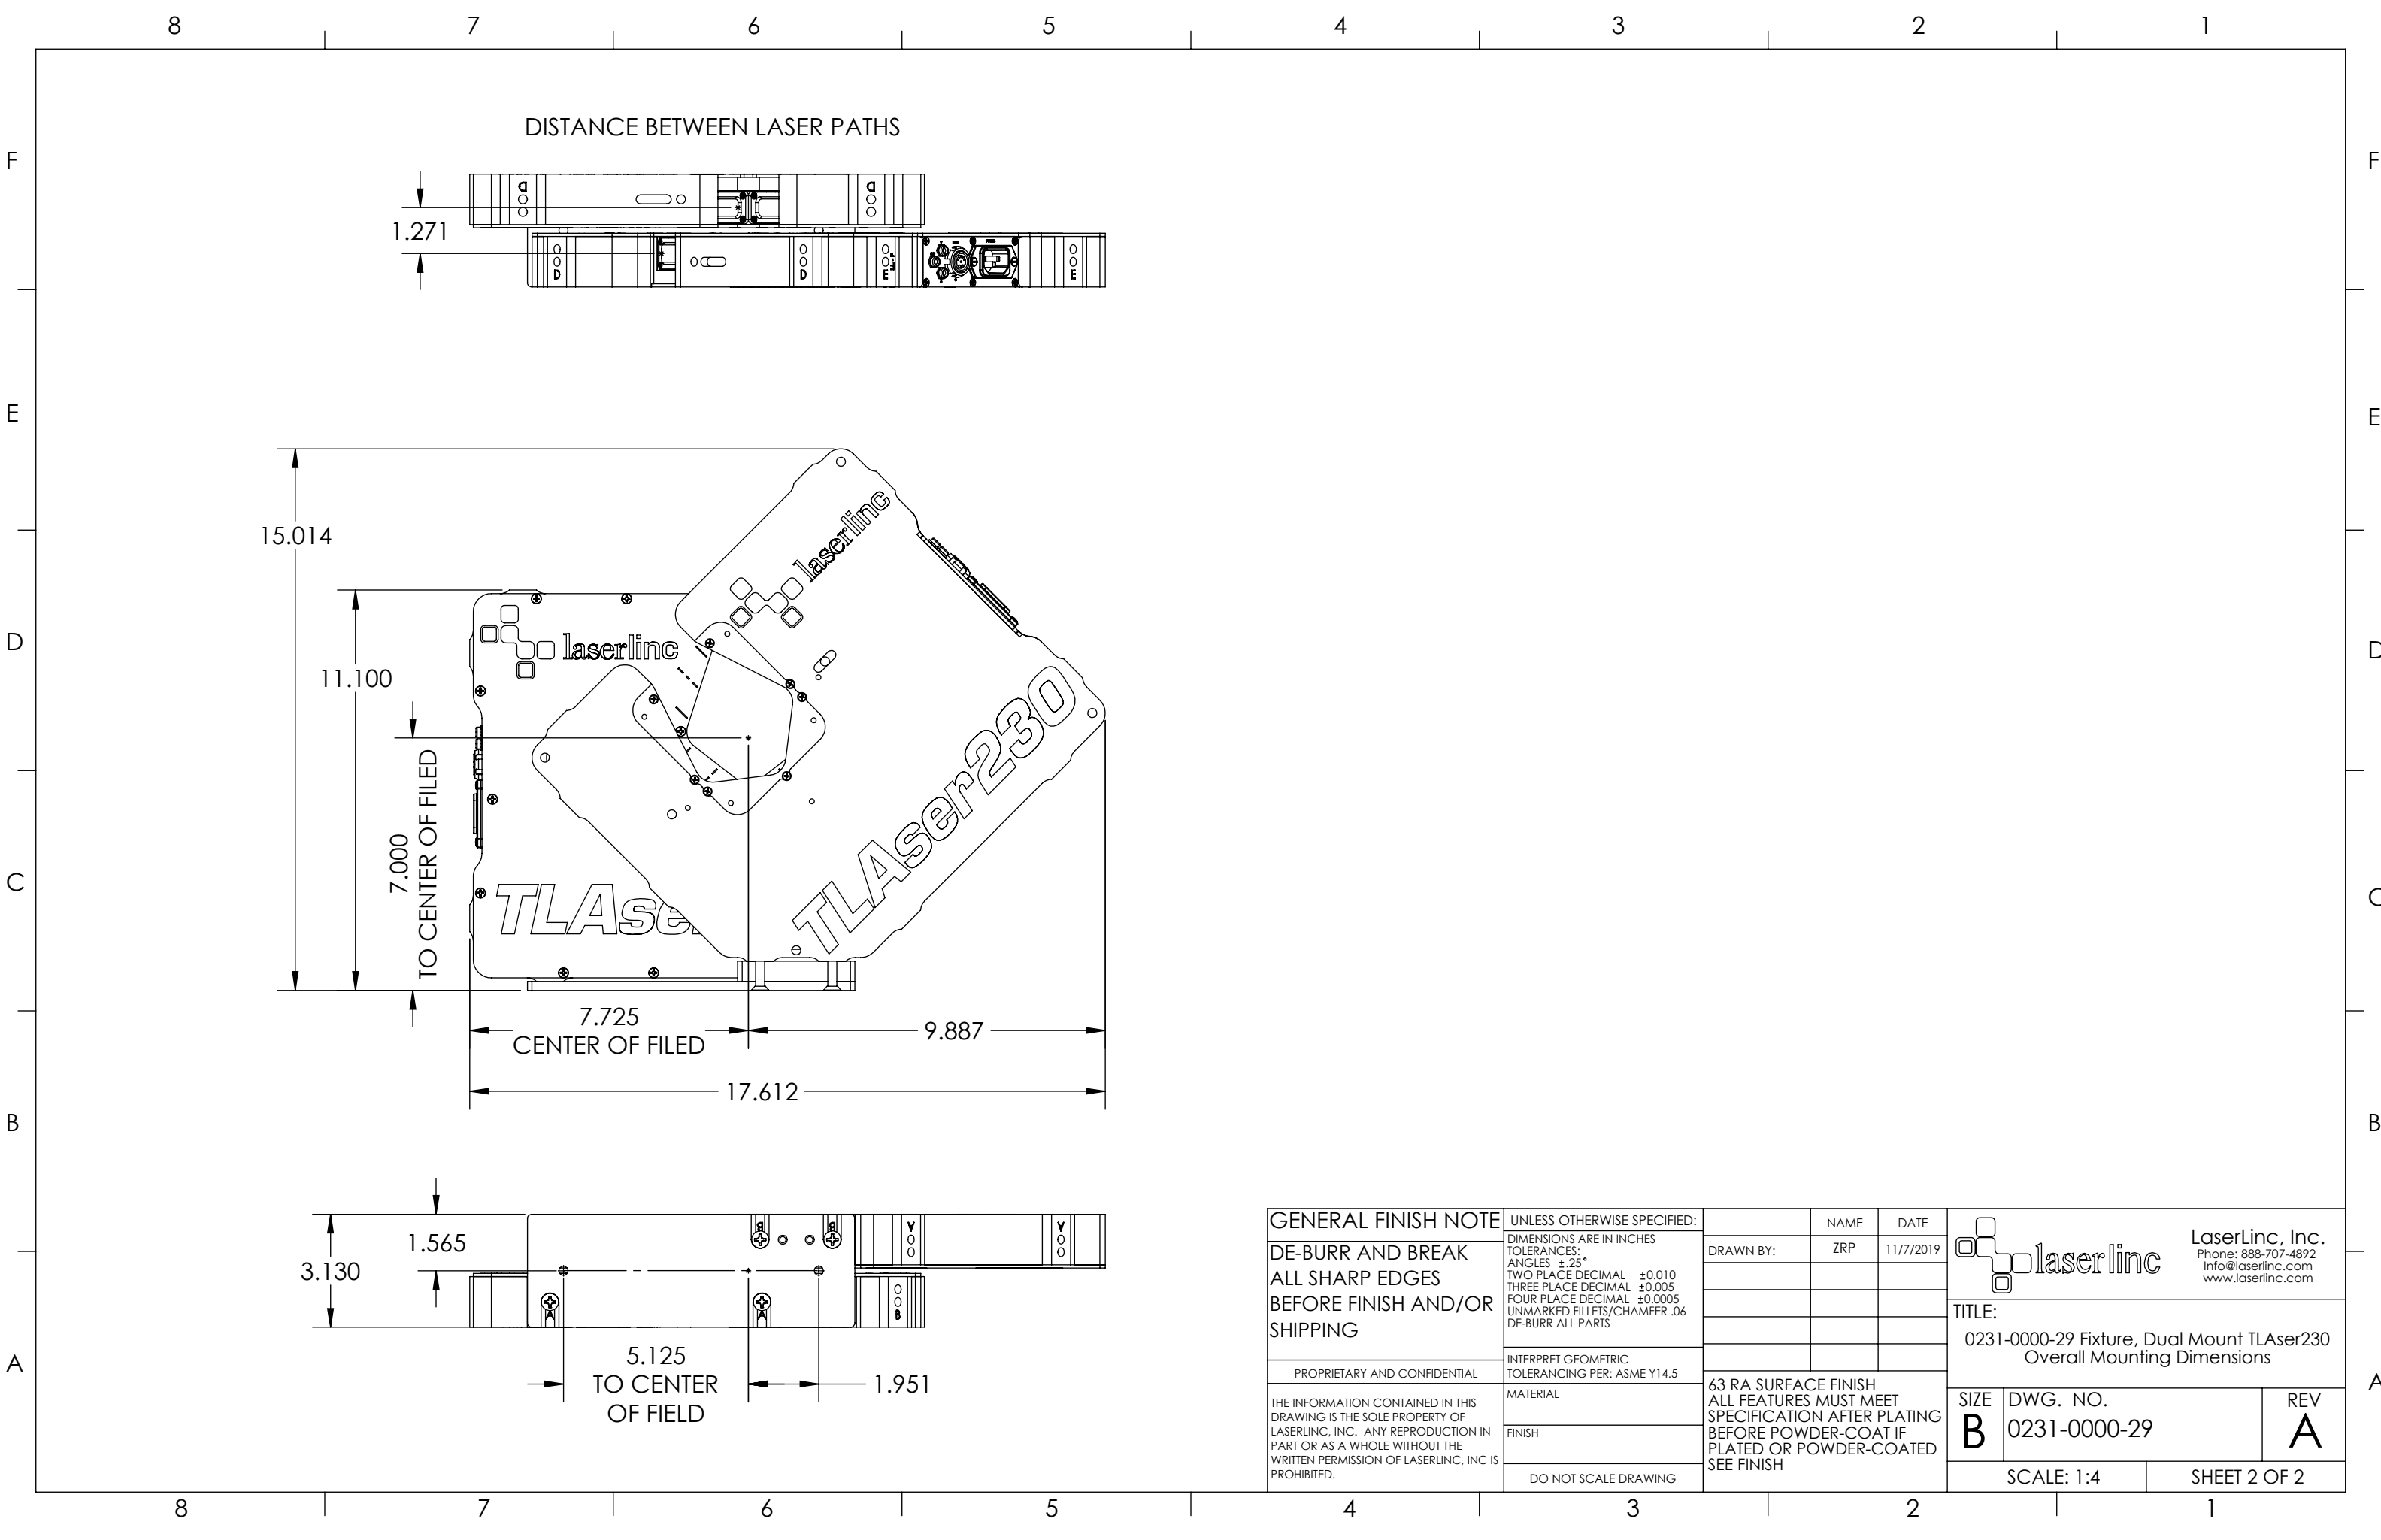 8 7 6 5 4 3 2 1
F
E
D
C
B
A
F
E
D
C
B
A
DISTANCE BETWEEN LASER PATHS
1.271
D
D
D
D
E
E
15.014
11.100
7.000
TO CENTER OF FILED
laserlinc
laserlinc
TLAser230
TLAse
7.725
CENTER OF FILED
9.887
17.612
1.565
3.130
B
B
A
A
A
A
B
5.125
TO CENTER
OF FIELD
1.951
GENERAL FINISH NOTE
DE-BURR AND BREAK
ALL SHARP EDGES
BEFORE FINISH AND/OR
SHIPPING
PROPRIETARY AND CONFIDENTIAL
THE INFORMATION CONTAINED IN THIS
DRAWING IS THE SOLE PROPERTY OF
LASERLINC, INC. ANY REPRODUCTION IN
PART OR AS A WHOLE WITHOUT THE
WRITTEN PERMISSION OF LASERLINC, INC IS
PROHIBITED.
UNLESS OTHERWISE SPECIFIED:
DIMENSIONS ARE IN INCHES
TOLERANCES:
ANGLES ±.25°
TWO PLACE DECIMAL ±0.010
THREE PLACE DECIMAL ±0.005
FOUR PLACE DECIMAL ±0.0005
UNMARKED FILLETS/CHAMFER .06
DE-BURR ALL PARTS
INTERPRET GEOMETRIC
TOLERANCING PER: ASME Y14.5
MATERIAL
FINISH
DO NOT SCALE DRAWING
NAME DATE
DRAWN BY: ZRP 11/7/2019
63 RA SURFACE FINISH
ALL FEATURES MUST MEET
SPECIFICATION AFTER PLATING
BEFORE POWDER-COAT IF
PLATED OR POWDER-COATED
SEE FINISH
laserlinc
LaserLinc, Inc.
Phone: 888-707-4892
Info@laserlinc.com
www.laserlinc.com
TITLE:
0231-0000-29 Fixture, Dual Mount TLAser230
Overall Mounting Dimensions
SIZE
B
DWG. NO.
0231-0000-29
REV
A
SCALE: 1:4
SHEET 2 OF 2
8 7 6 5 4 3 2 1